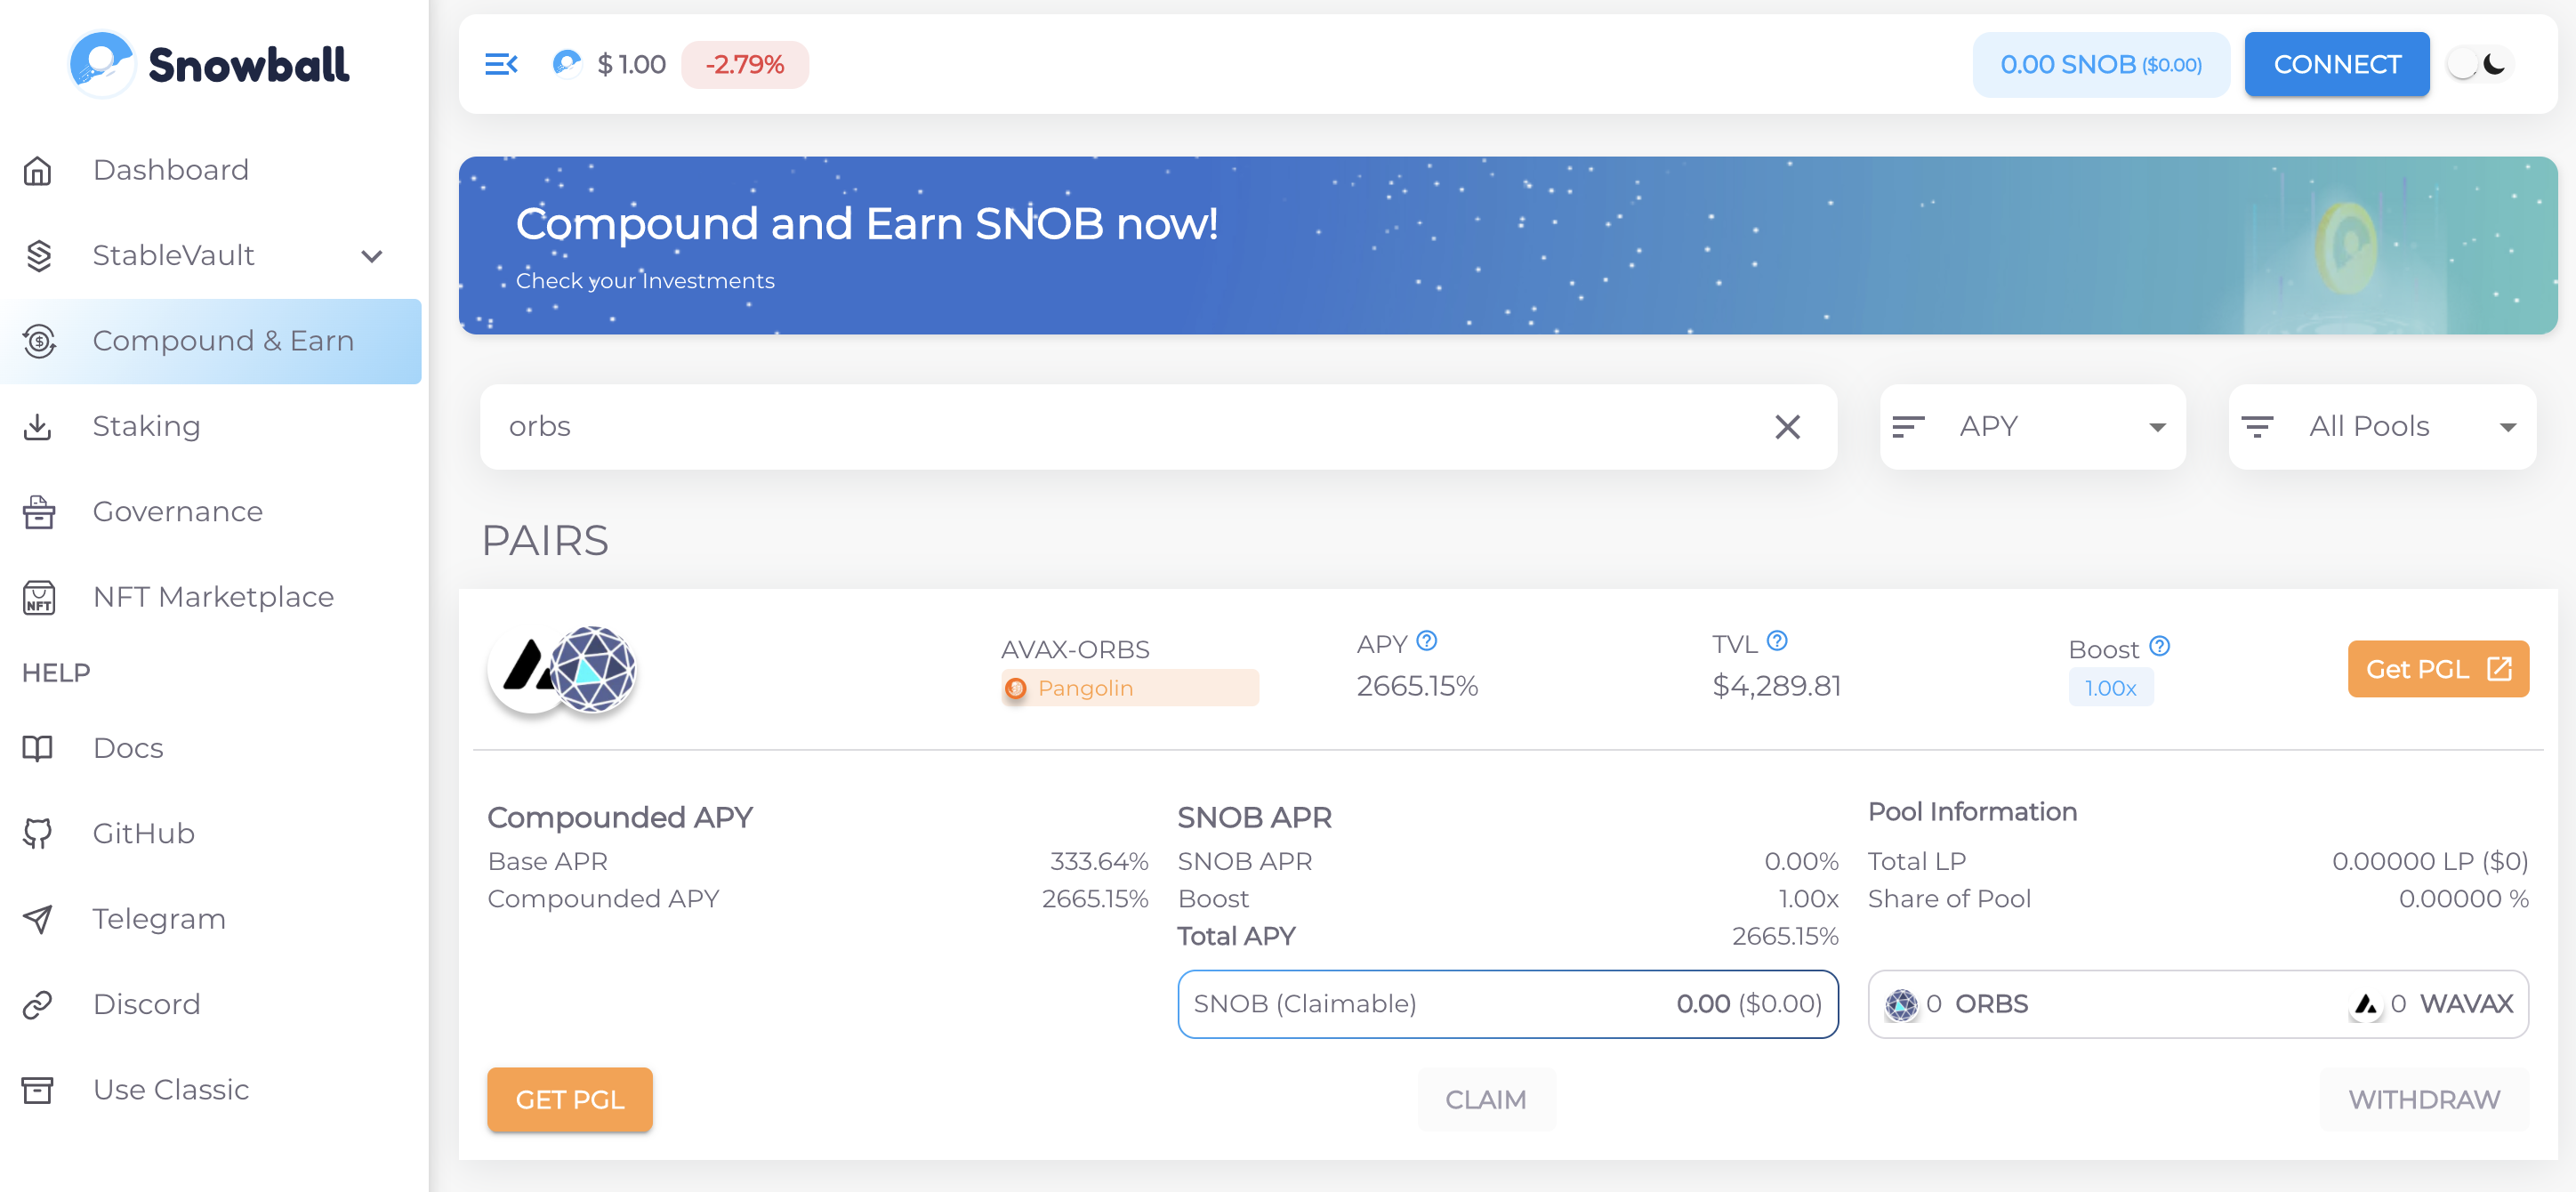 Snowball
$ 1.00 -2.79% 0.00 SNOB ($0.00) CONNECT
Dashboard
StableVault
Compound & Earn
Staking
Governance
NFT
NFT Marketplace
HELP
Docs
GitHub
Telegram
Discord
Use Classic
Compound and Earn SNOB now!
Check your Investments
orbs
APY
All Pools
PAIRS
AVAX-ORBS
Pangolin
APY ?
2665.15%
TVL ?
$4,289.81
Boost ?
1.00x
Get PGL
Compounded APY
Base APR 333.64%
Compounded APY 2665.15%
SNOB APR
SNOB APR 0.00%
Boost 1.00x
Total APY 2665.15%
SNOB (Claimable) 0.00 ($0.00)
Pool Information
Total LP 0.00000 LP ($0)
Share of Pool 0.00000 %
0 ORBS 0 WAVAX
GET PGL
CLAIM
WITHDRAW